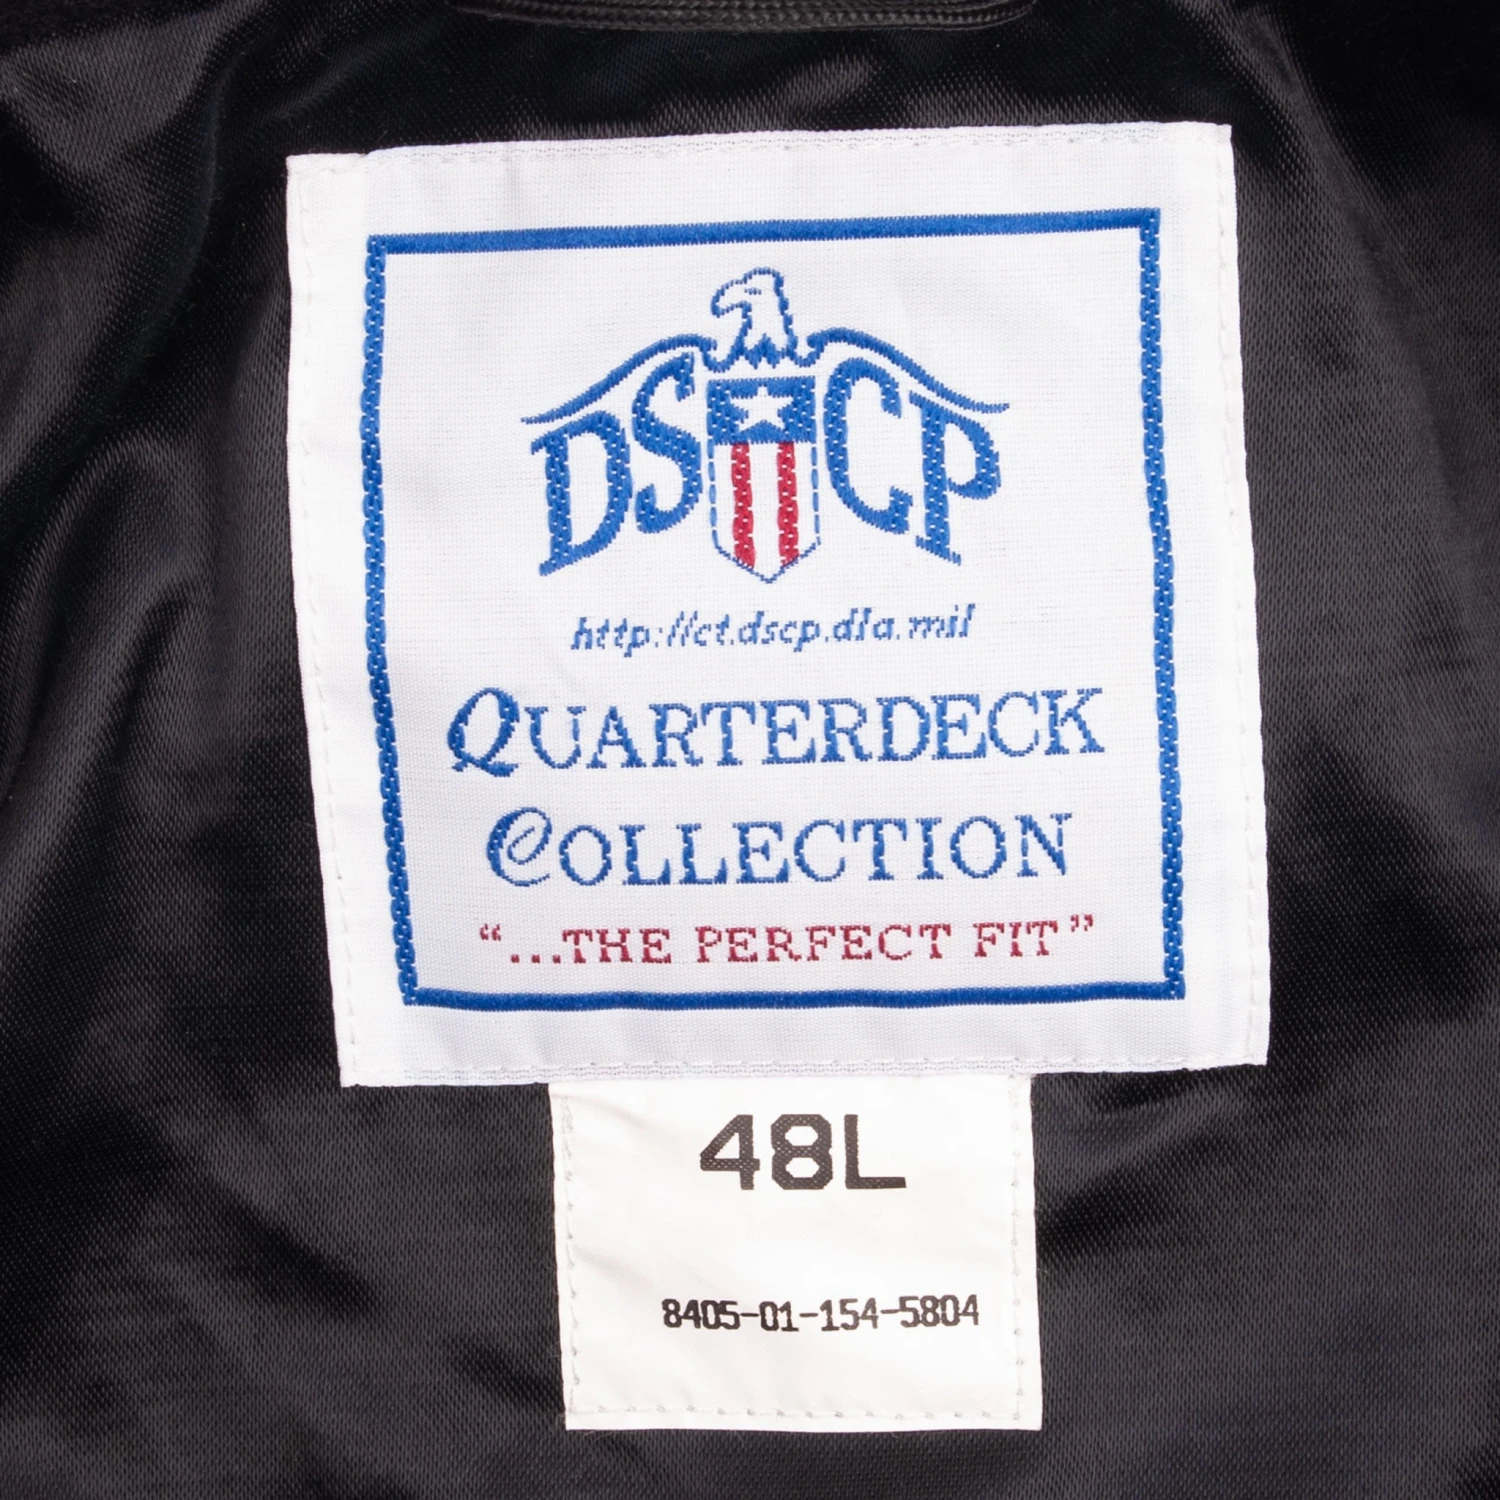 DSCP
http://ct.dscp.dla.mil
QUARTERDECK
COLLECTION
“...THE PERFECT FIT”
48L
8405-01-154-5804